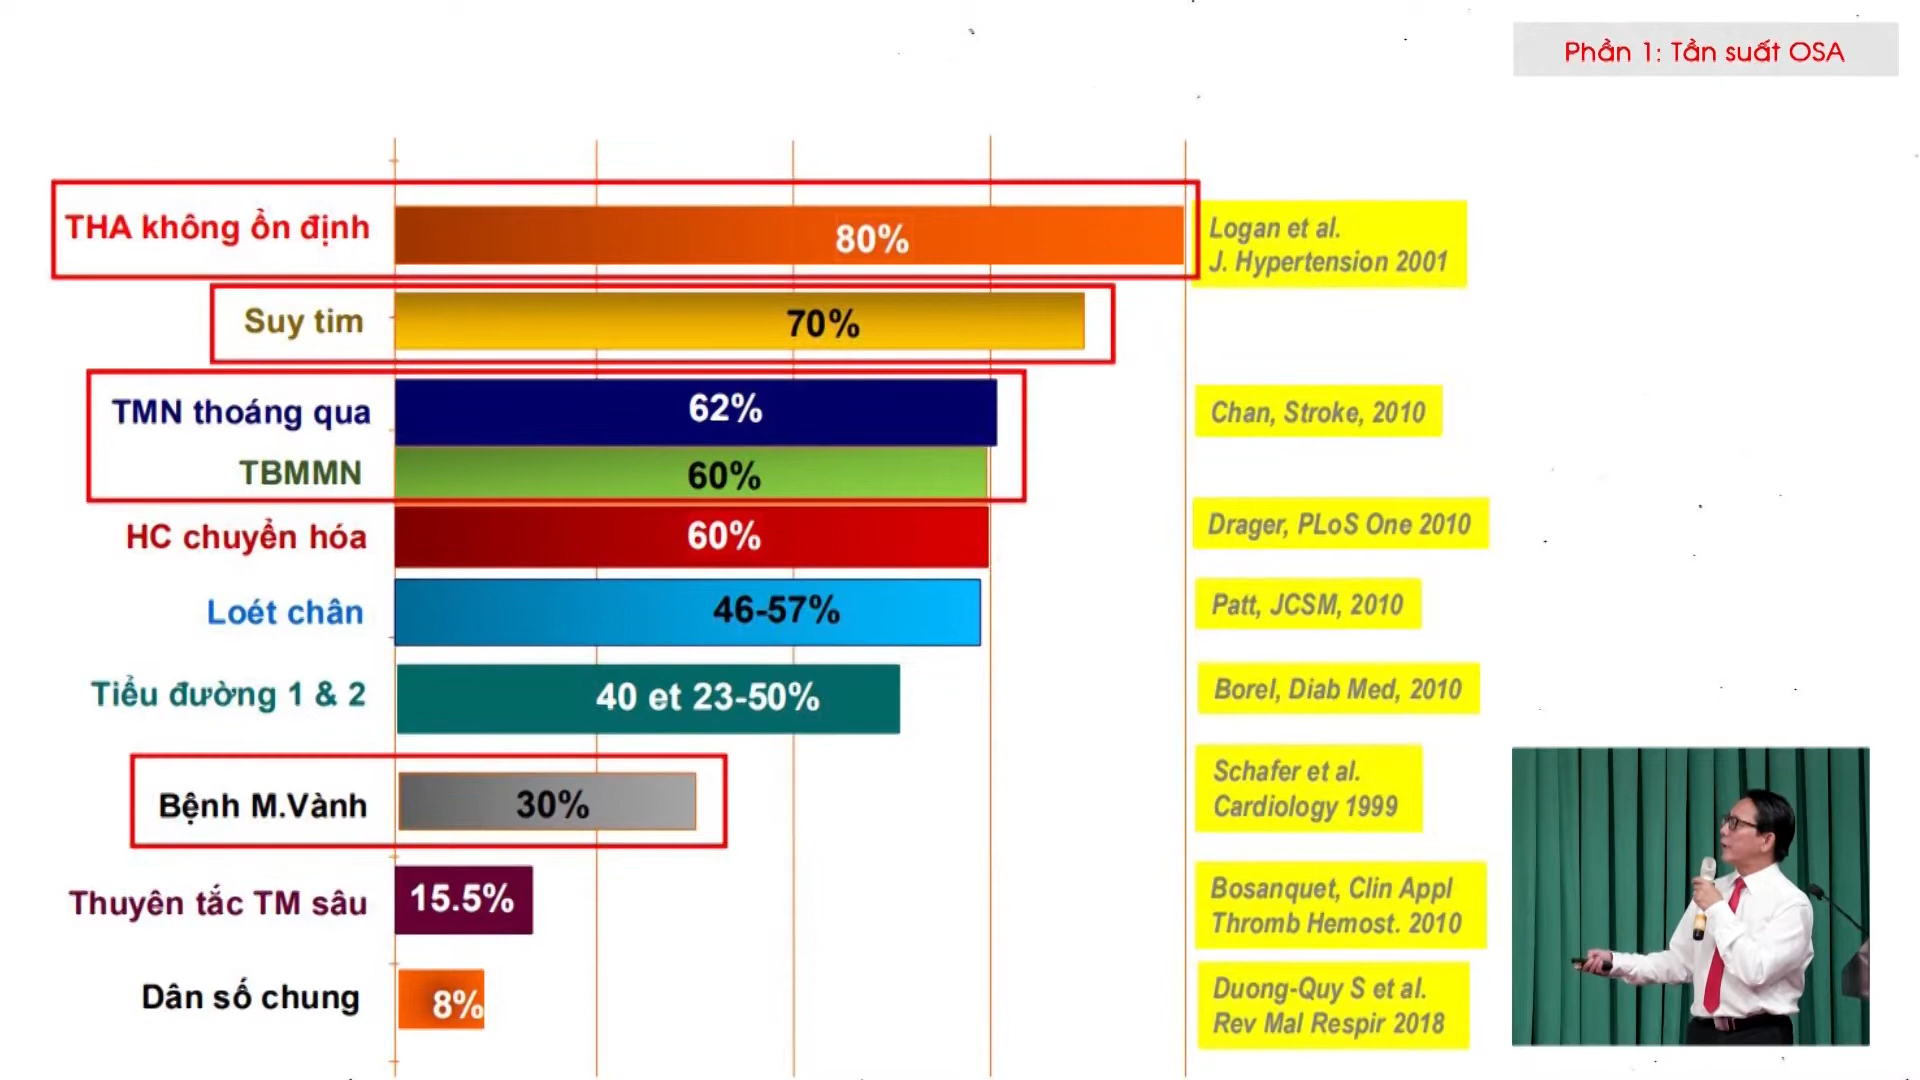 Phần 1: Tần suất OSA
THA không ổn định
80%
Logan et al.
J. Hypertension 2001
Suy tim
70%
TMN thoáng qua
62%
Chan, Stroke, 2010
TBMMN
60%
HC chuyển hóa
60%
Drager, PLoS One 2010
Loét chân
46-57%
Patt, JCSM, 2010
Tiểu đường 1 & 2
40 et 23-50%
Borel, Diab Med, 2010
Bệnh M.Vành
30%
Schafer et al.
Cardiology 1999
Thuyên tắc TM sâu
15.5%
Bosanquet, Clin Appl
Thromb Hemost. 2010
Dân số chung
8%
Duong-Quy S et al.
Rev Mal Respir 2018